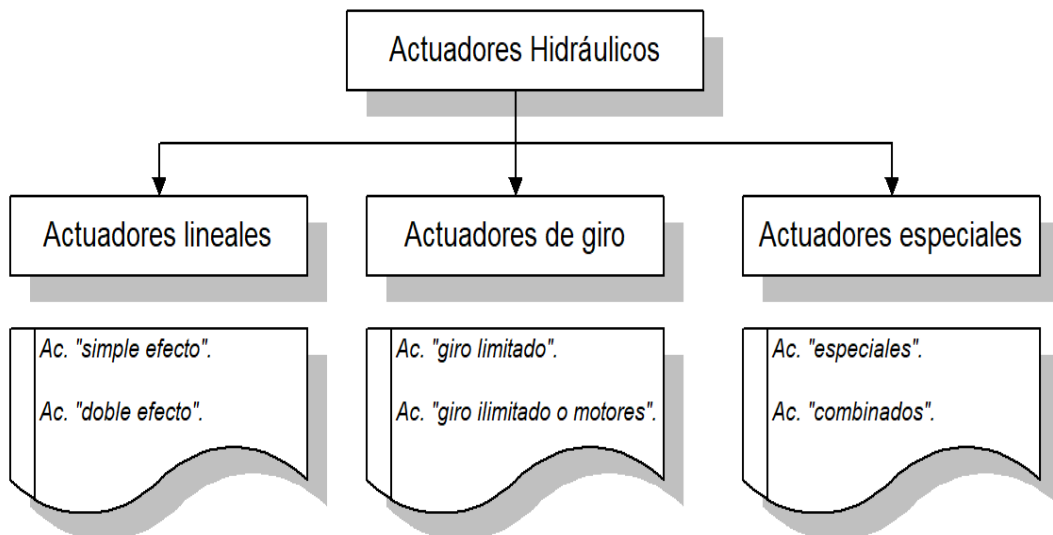 Actuadores Hidráulicos
Actuadores lineales
Actuadores de giro
Actuadores especiales
Ac. "simple efecto".
Ac. "doble efecto".
Ac. "giro limitado".
Ac. "giro ilimitado o motores".
Ac. "especiales".
Ac. "combinados".